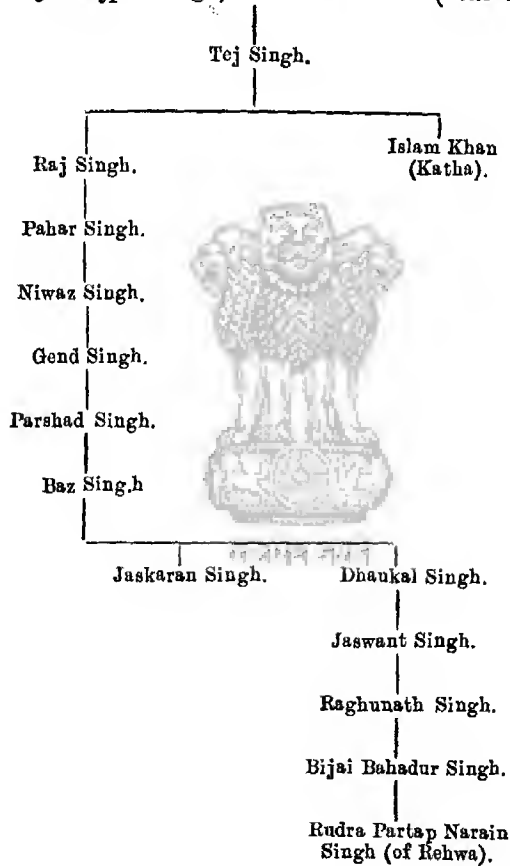 Tej Singh.
Islam Khan
(Katha).
Raj Singh.
Pahar Singh.
Niwaz Singh.
Gend Singh.
Parshad Singh.
Baz Sing.h
Jaskaran Singh.
Dhaukal Singh.
Jaswant Singh.
Raghunath Singh.
Bijai Bahadur Singh.
Rudra Partap Narain
Singh (of Rehwa).